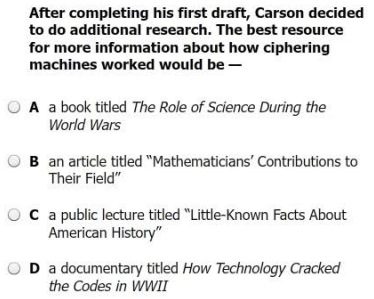 After completing his first draft, Carson decided
to do additional research. The best resource
for more information about how ciphering
machines worked would be —
A a book titled The Role of Science During the
World Wars
B an article titled “Mathematicians’ Contributions to
Their Field”
C a public lecture titled “Little-Known Facts About
American History”
D a documentary titled How Technology Cracked
the Codes in WWII